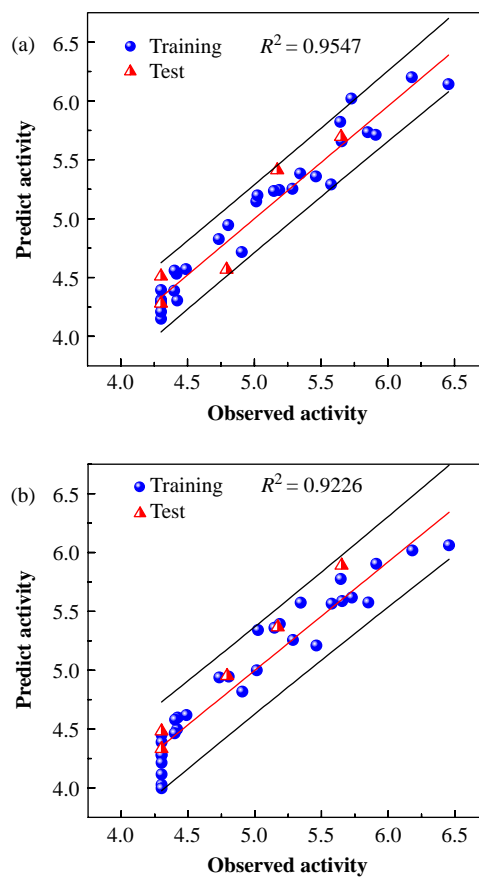 (a)
Training
R² = 0.9547
Test
6.5
6.0
5.5
5.0
4.5
4.0
Predict activity
4.0 4.5 5.0 5.5 6.0 6.5
Observed activity
(b)
Training
R² = 0.9226
Test
6.5
6.0
5.5
5.0
4.5
4.0
Predict activity
4.0 4.5 5.0 5.5 6.0 6.5
Observed activity